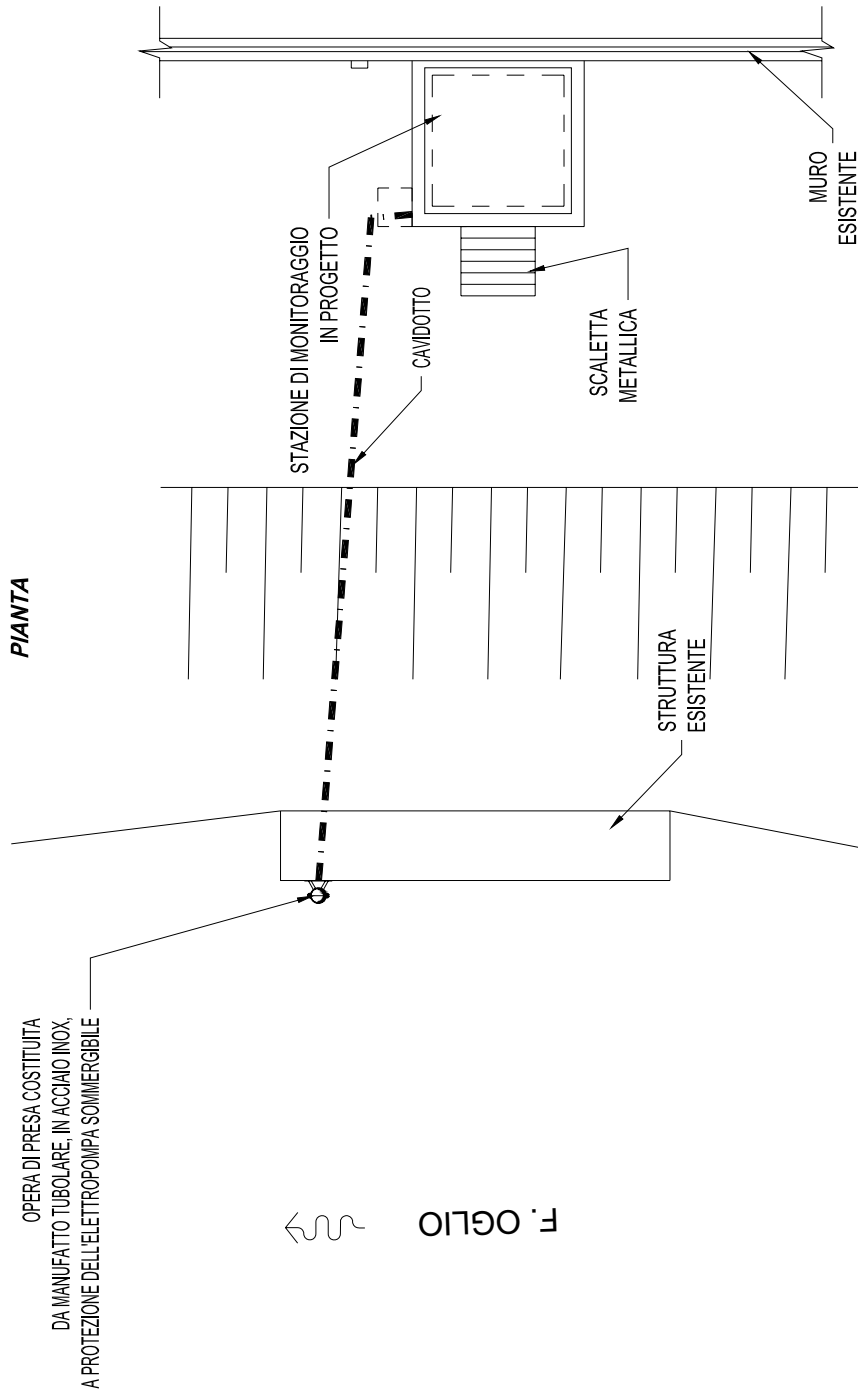 PIANTA
OPERA DI PRESA COSTITUITA
DA MANUFATTO TUBOLARE, IN ACCIAIO INOX,
A PROTEZIONE DELL'ELETTROPOMPA SOMMERGIBILE
STAZIONE DI MONITORAGGIO
IN PROGETTO
CAVIDOTTO
SCALETTA
METALLICA
MURO
ESISTENTE
STRUTTURA
ESISTENTE
F. OGLIO